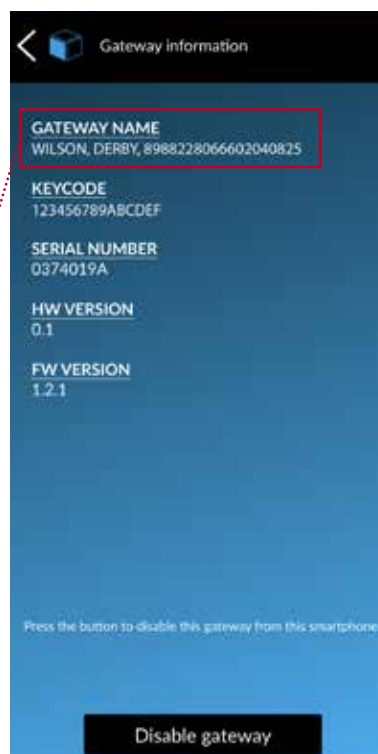 Gateway information
GATEWAY NAME
WILSON, DERBY, 8988228066602040825
KEYCODE
123456789ABCDEF
SERIAL NUMBER
0374019A
HW VERSION
0.1
FW VERSION
1.2.1
Press the button to disable this gateway from this smartphone
Disable gateway